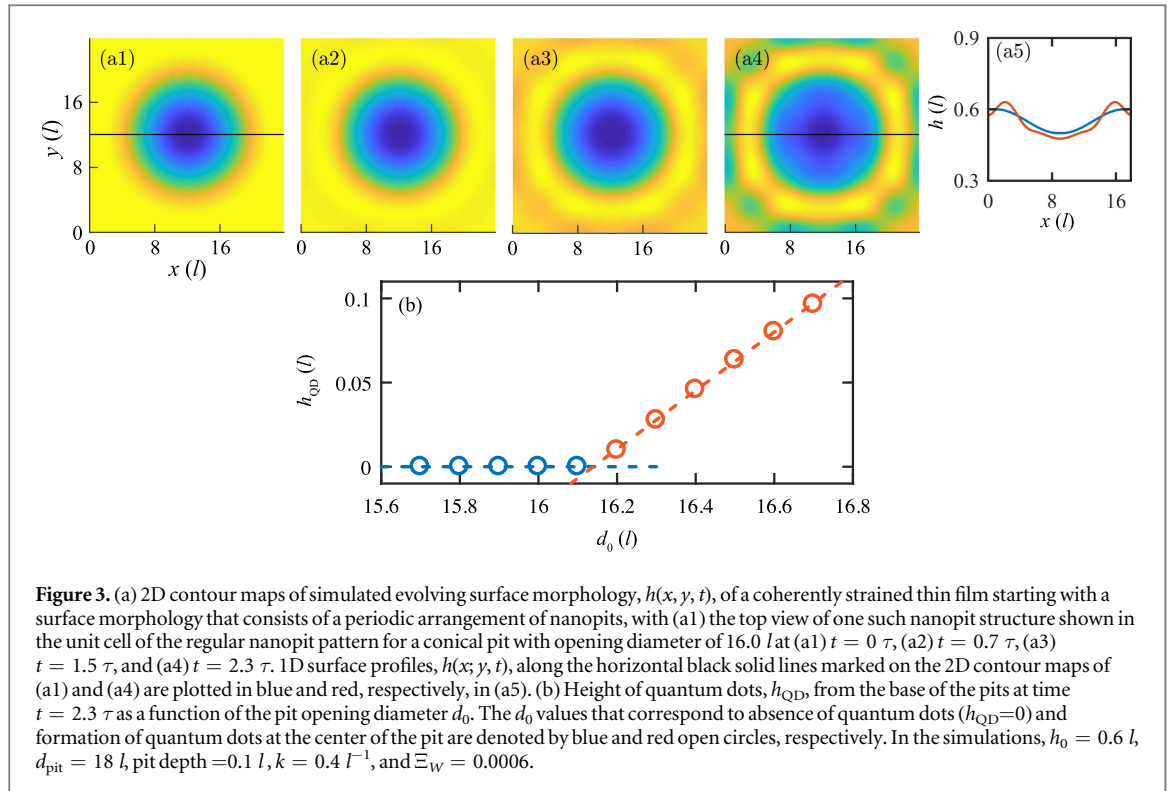 (a1) (a2) (a3) (a4) (a5)
y (l)
16
8
0
0 8 16
x (l)
0 8 16
0 8 16
0 8 16
h (l)
0.9
0.6
0.3
0 6 12 18
x (l)
(b)
h_QD (l)
0.1
0.05
0
15.6 15.8 16 16.2 16.4 16.6 16.8
d_0 (l)
Figure 3. (a) 2D contour maps of simulated evolving surface morphology, h(x, y, t), of a coherently strained thin film starting with a
surface morphology that consists of a periodic arrangement of nanopits, with (a1) the top view of one such nanopit structure shown in
the unit cell of the regular nanopit pattern for a conical pit with opening diameter of 16.0 l at (a1) t = 0 τ, (a2) t = 0.7 τ, (a3)
t = 1.5 τ, and (a4) t = 2.3 τ. 1D surface profiles, h(x; y, t), along the horizontal black solid lines marked on the 2D contour maps of
(a1) and (a4) are plotted in blue and red, respectively, in (a5). (b) Height of quantum dots, h_QD, from the base of the pits at time
t = 2.3 τ as a function of the pit opening diameter d_0. The d_0 values that correspond to absence of quantum dots (h_QD=0) and
formation of quantum dots at the center of the pit are denoted by blue and red open circles, respectively. In the simulations, h_0 = 0.6 l,
d_pit = 18 l, pit depth =0.1 l, k = 0.4 l^−1, and Ξ_W = 0.0006.